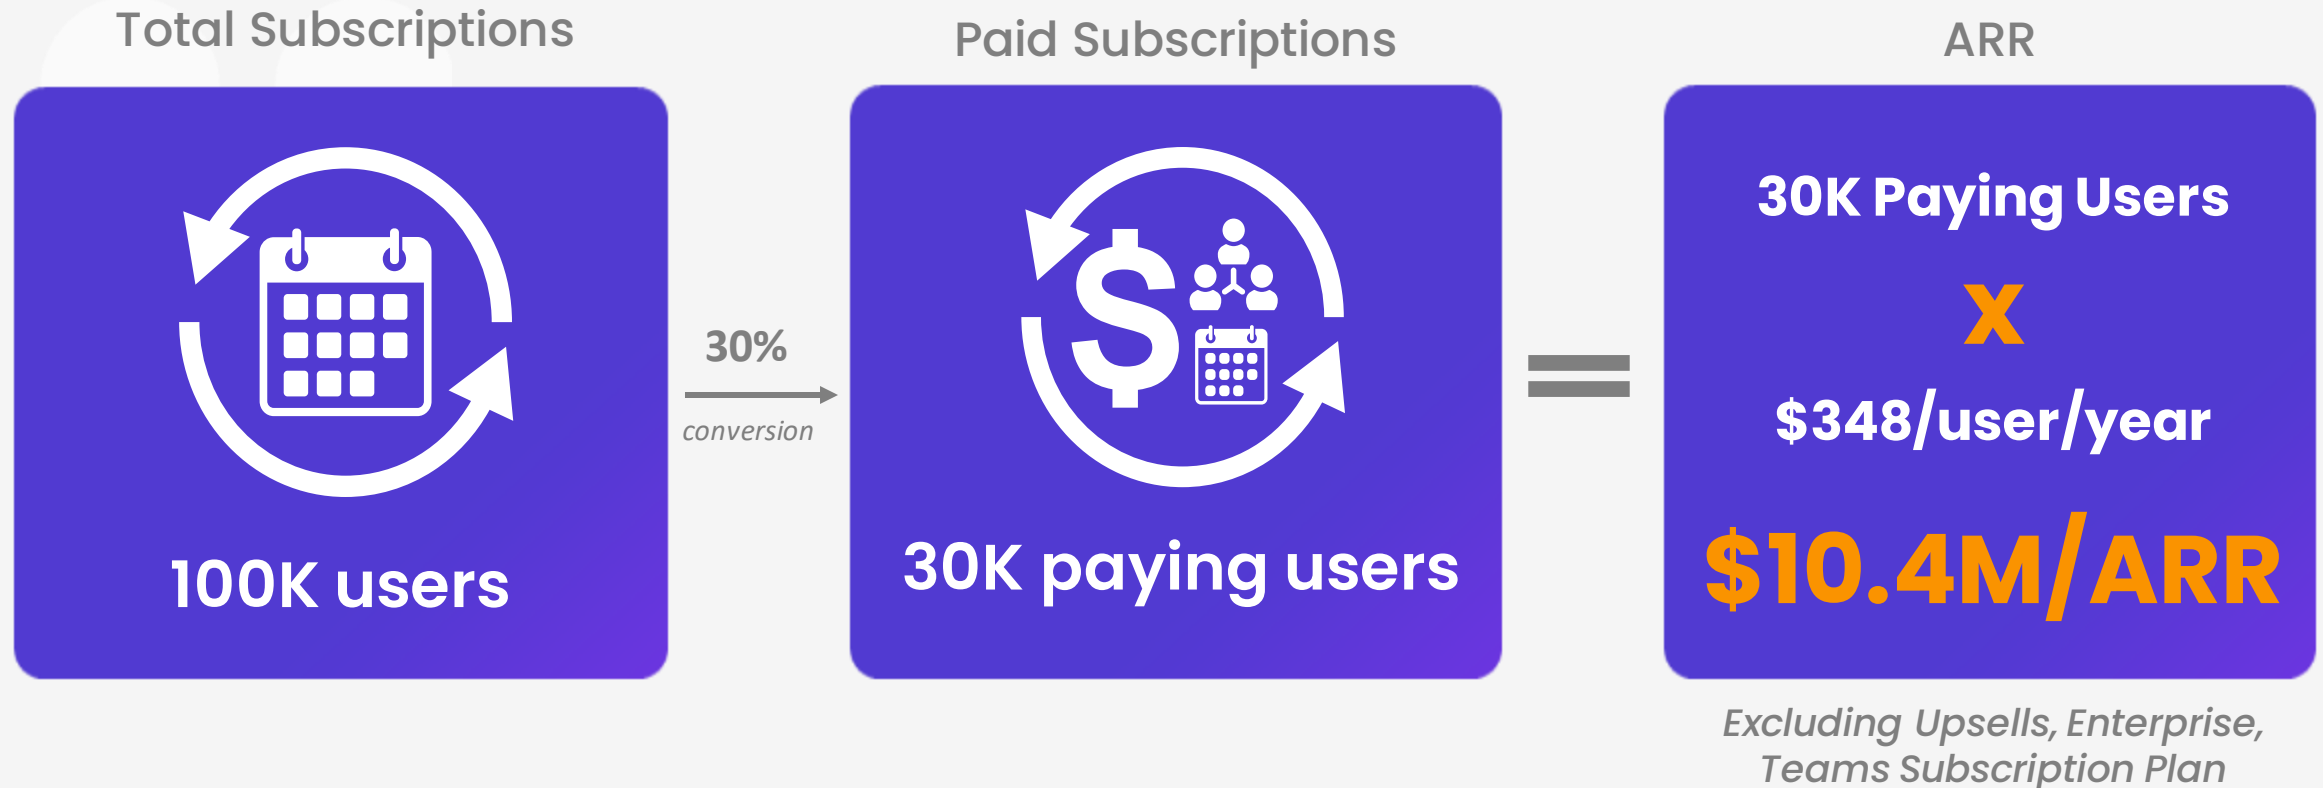 Total Subscriptions
100K users
30%
conversion
Paid Subscriptions
$
30K paying users
=
ARR
30K Paying Users
x
$348/user/year
$10.4M/ARR
Excluding Upsells, Enterprise,
Teams Subscription Plan